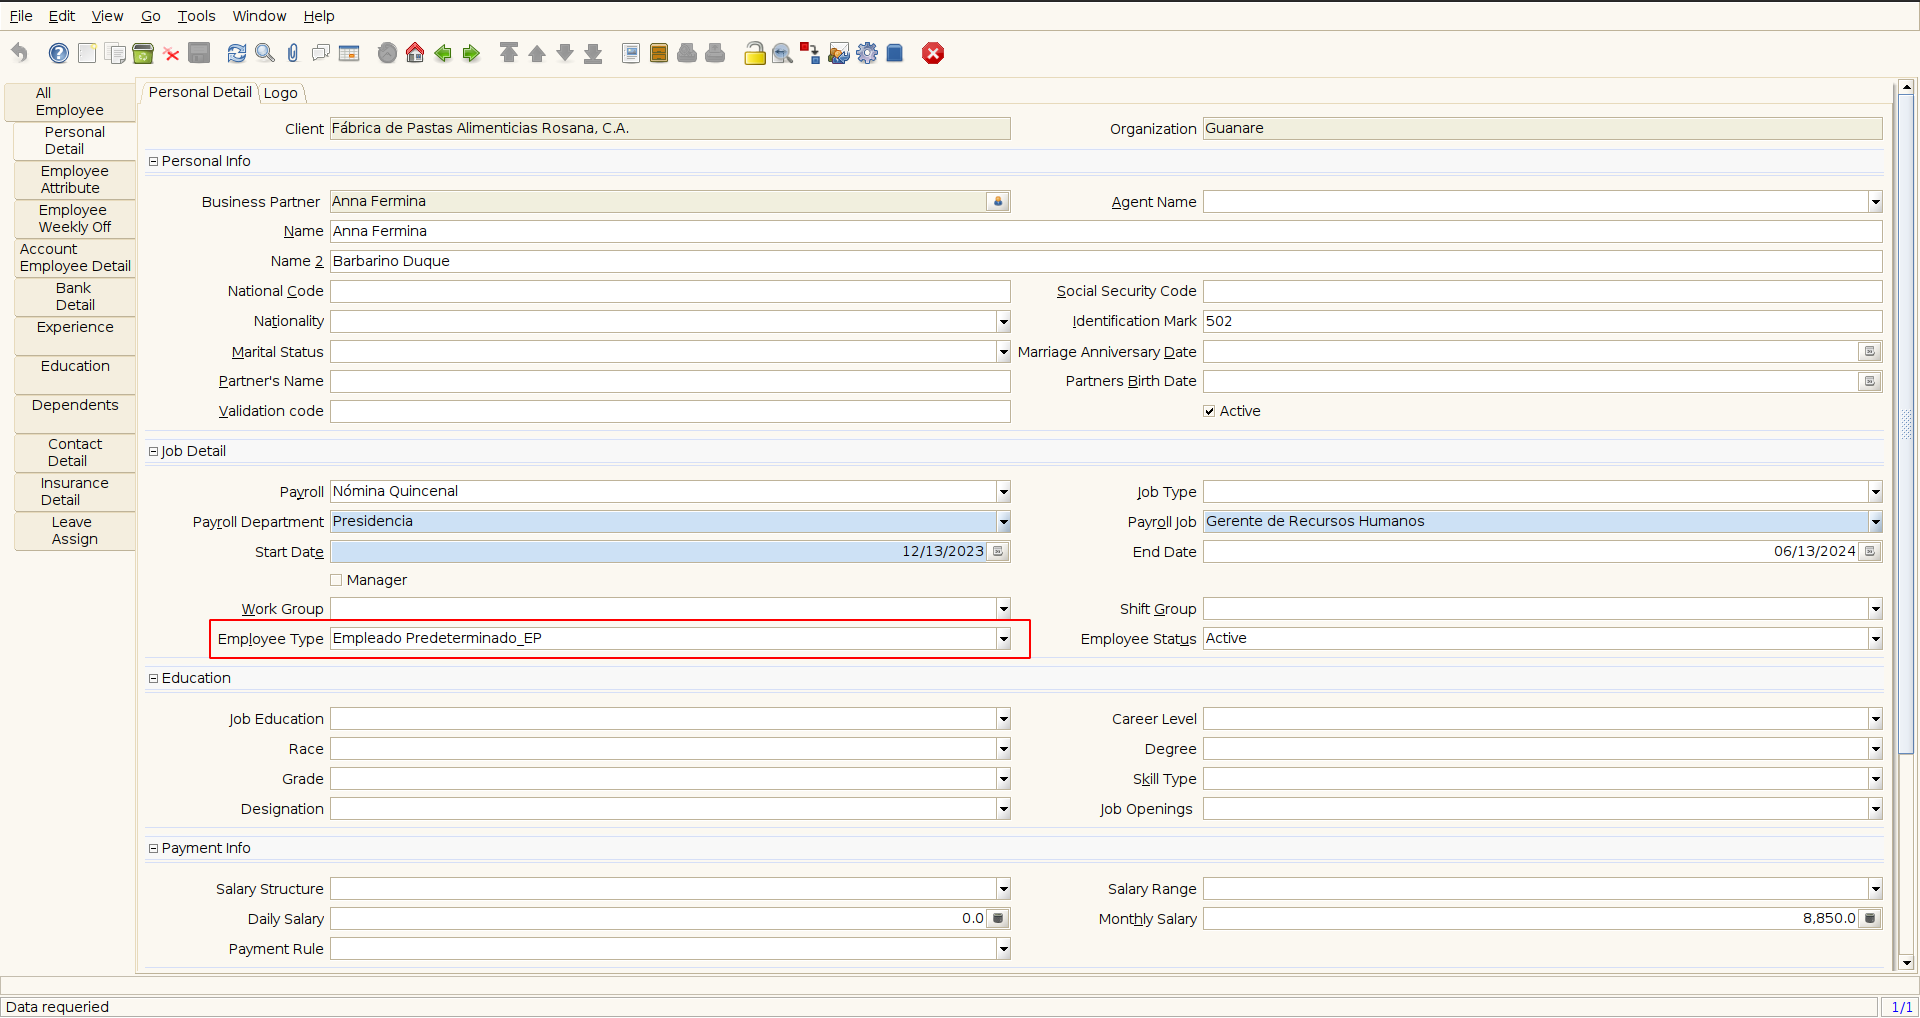 File Edit View Go Tools Window Help
All
Employee
Personal
Detail
Employee
Attribute
Employee
Weekly Off
Account
Employee Detail
Bank
Detail
Experience
Education
Dependents
Contact
Detail
Insurance
Detail
Leave
Assign
Personal Detail Logo
Client Fábrica de Pastas Alimenticias Rosana, C.A. Organization Guanare
Personal Info
Business Partner Anna Fermina Agent Name
Name Anna Fermina
Name 2 Barbarino Duque
National Code Social Security Code
Nationality Identification Mark 502
Marital Status Marriage Anniversary Date
Partner's Name Partners Birth Date
Validation code Active
Job Detail
Payroll Nómina Quincenal Job Type
Payroll Department Presidencia Payroll Job Gerente de Recursos Humanos
Start Date 12/13/2023 End Date 06/13/2024
Manager
Work Group Shift Group
Employee Type Empleado Predeterminado_EP Employee Status Active
Education
Job Education Career Level
Race Degree
Grade Skill Type
Designation Job Openings
Payment Info
Salary Structure Salary Range
Daily Salary 0.0 Monthly Salary 8,850.0
Payment Rule
Data requeried 1/1